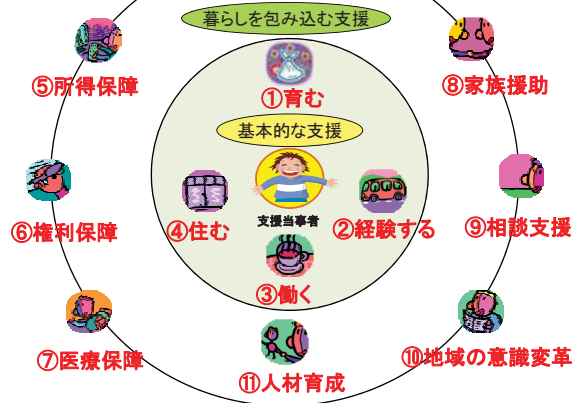 暮らしを包み込む支援
⑤所得保障
①育む
⑧家族援助
基本的な支援
⑥権利保障
④住む
支援当事者
②経験する
⑨相談支援
③働く
⑦医療保障
⑪人材育成
⑩地域の意識変革